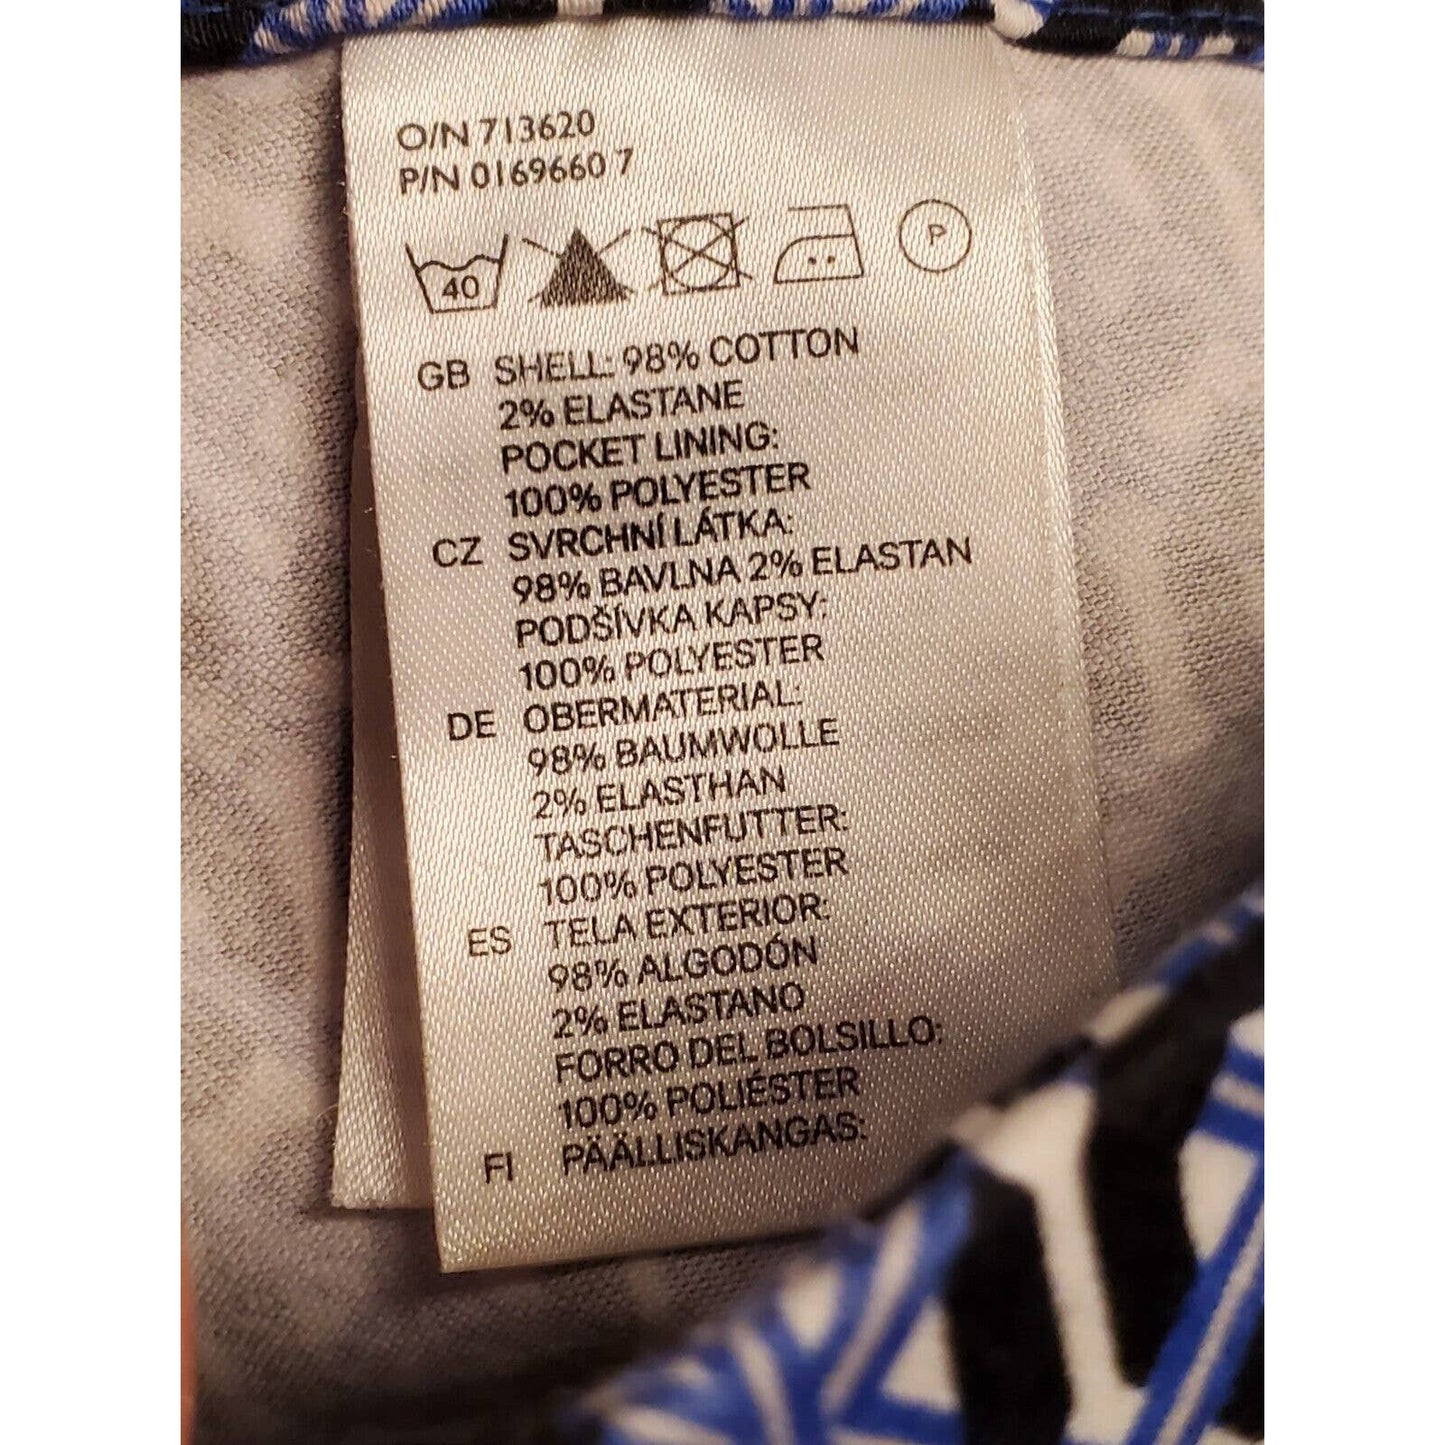 O/N 713620
P/N 0169660 7
40 P
GB SHELL: 98% COTTON
2% ELASTANE
POCKET LINING:
100% POLYESTER
CZ SVRCHNÍ LÁTKA:
98% BAVLNA 2% ELASTAN
PODŠÍVKA KAPSY:
100% POLYESTER
DE OBERMATERIAL:
98% BAUMWOLLE
2% ELASTHAN
TASCHENFUTTER:
100% POLYESTER
ES TELA EXTERIOR:
98% ALGODÓN
2% ELASTANO
FORRO DEL BOLSILLO:
100% POLIÉSTER
FI PÄÄLLISKANGAS: